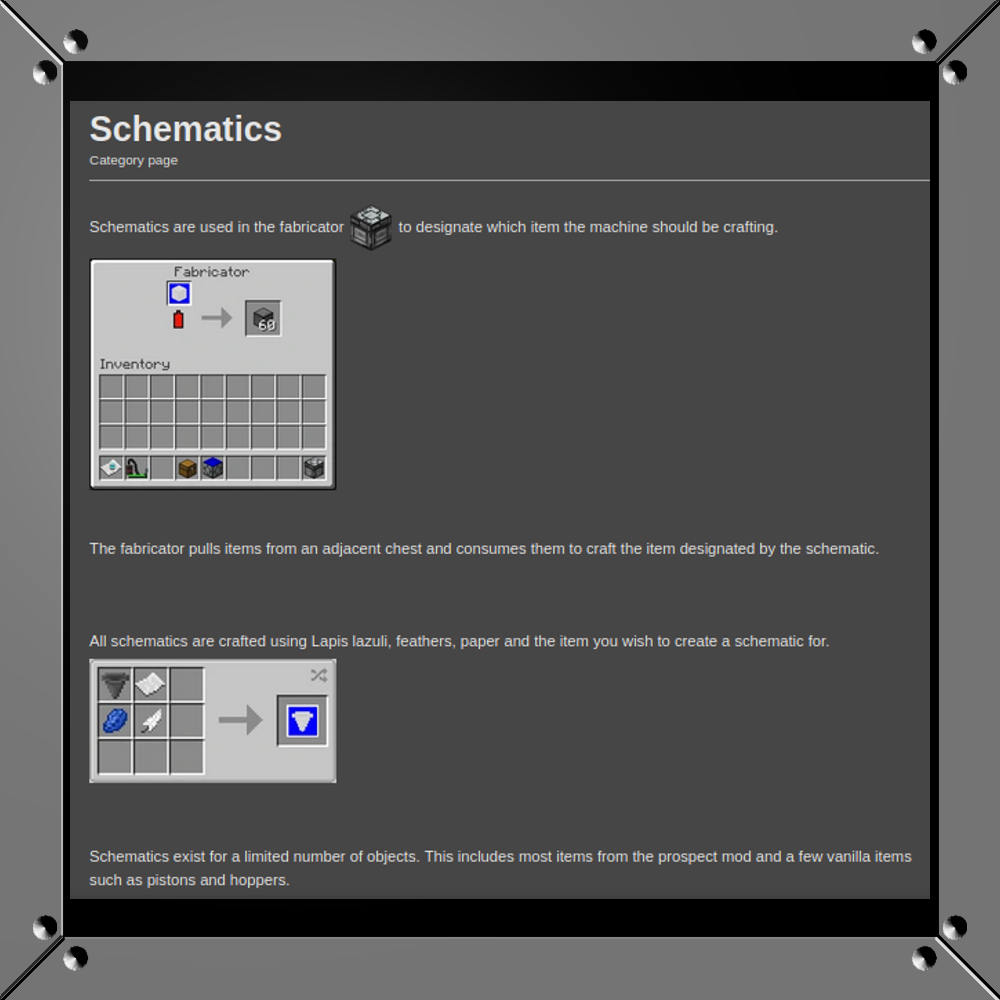 Schematics
Category page
Schematics are used in the fabricator to designate which item the machine should be crafting.
Fabricator
60
Inventory
The fabricator pulls items from an adjacent chest and consumes them to craft the item designated by the schematic.
All schematics are crafted using Lapis lazuli, feathers, paper and the item you wish to create a schematic for.
Schematics exist for a limited number of objects. This includes most items from the prospect mod and a few vanilla items
such as pistons and hoppers.